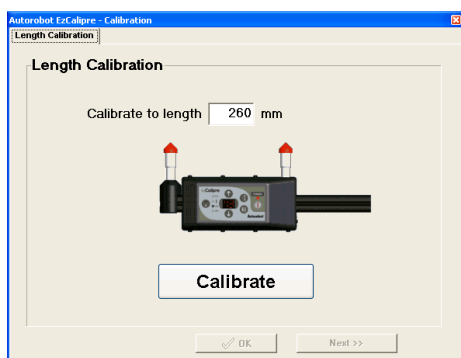 Autorobot EzCalipre - Calibration
Length Calibration
Length Calibration
Calibrate to length 260 mm
Calibrate
OK
Next >>